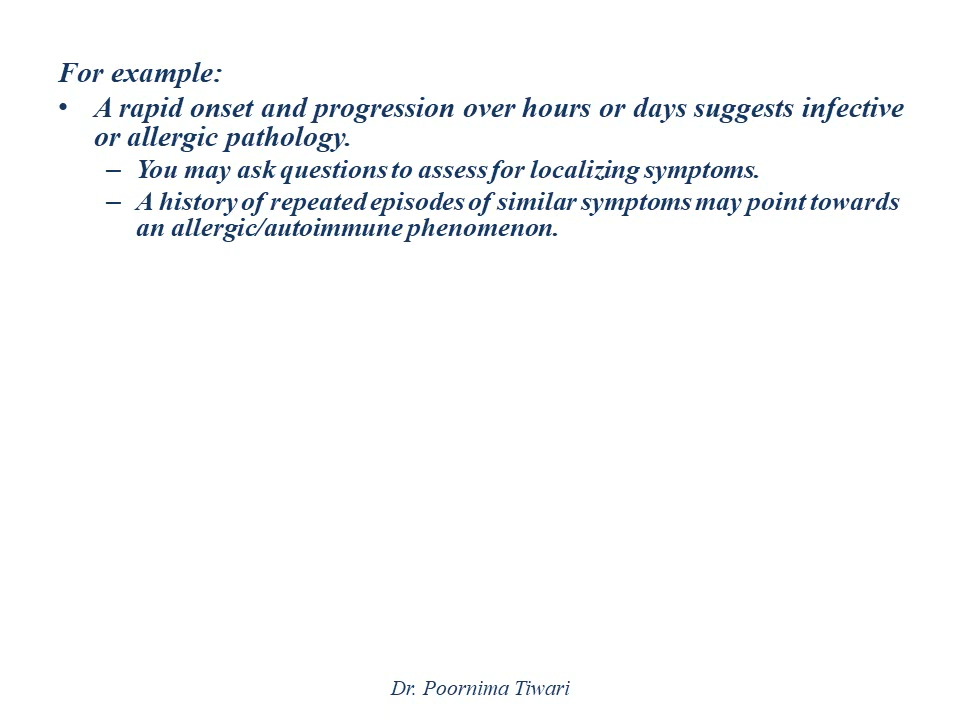 For example:
• A rapid onset and progression over hours or days suggests infective
or allergic pathology.
– You may ask questions to assess for localizing symptoms.
– A history of repeated episodes of similar symptoms may point towards
an allergic/autoimmune phenomenon.
Dr. Poornima Tiwari